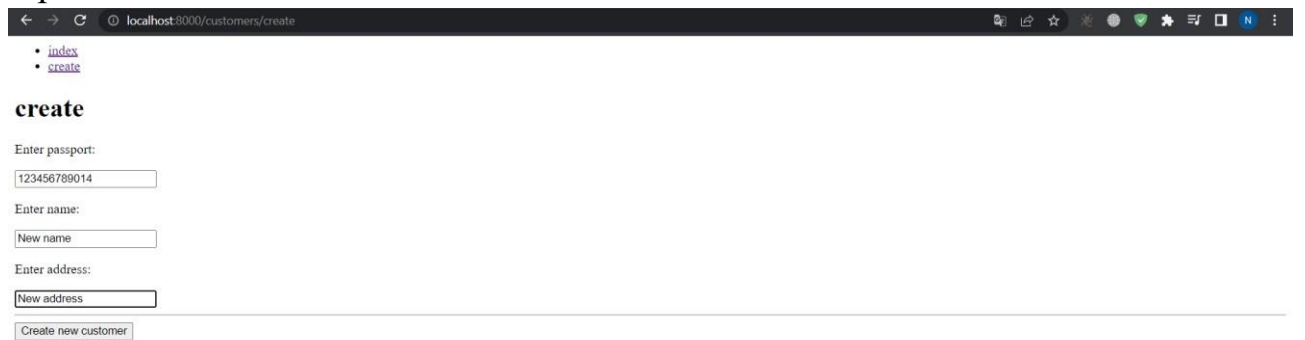 localhost:8000/customers/create
N
index
create
create
Enter passport:
123456789014
Enter name:
New name
Enter address:
New address
Create new customer